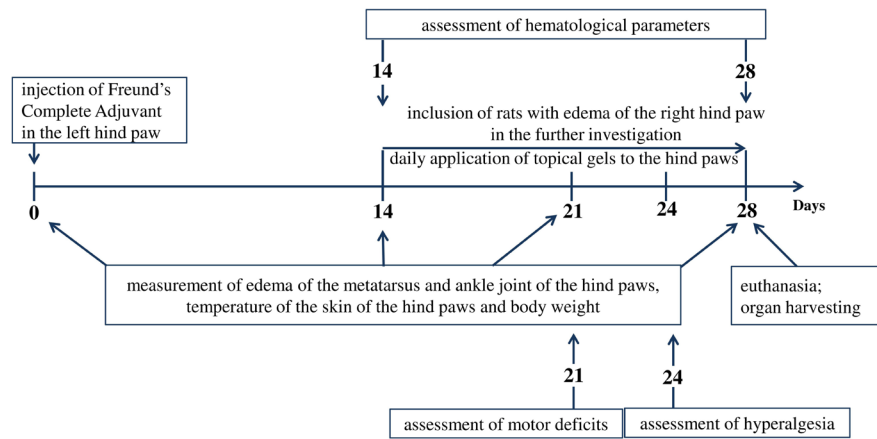 assessment of hematological parameters
14
28
injection of Freund's
Complete Adjuvant
in the left hind paw
inclusion of rats with edema of the right hind paw
in the further investigation
daily application of topical gels to the hind paws
0
14
21
24
28
Days
measurement of edema of the metatarsus and ankle joint of the hind paws,
temperature of the skin of the hind paws and body weight
euthanasia;
organ harvesting
21
24
assessment of motor deficits
assessment of hyperalgesia